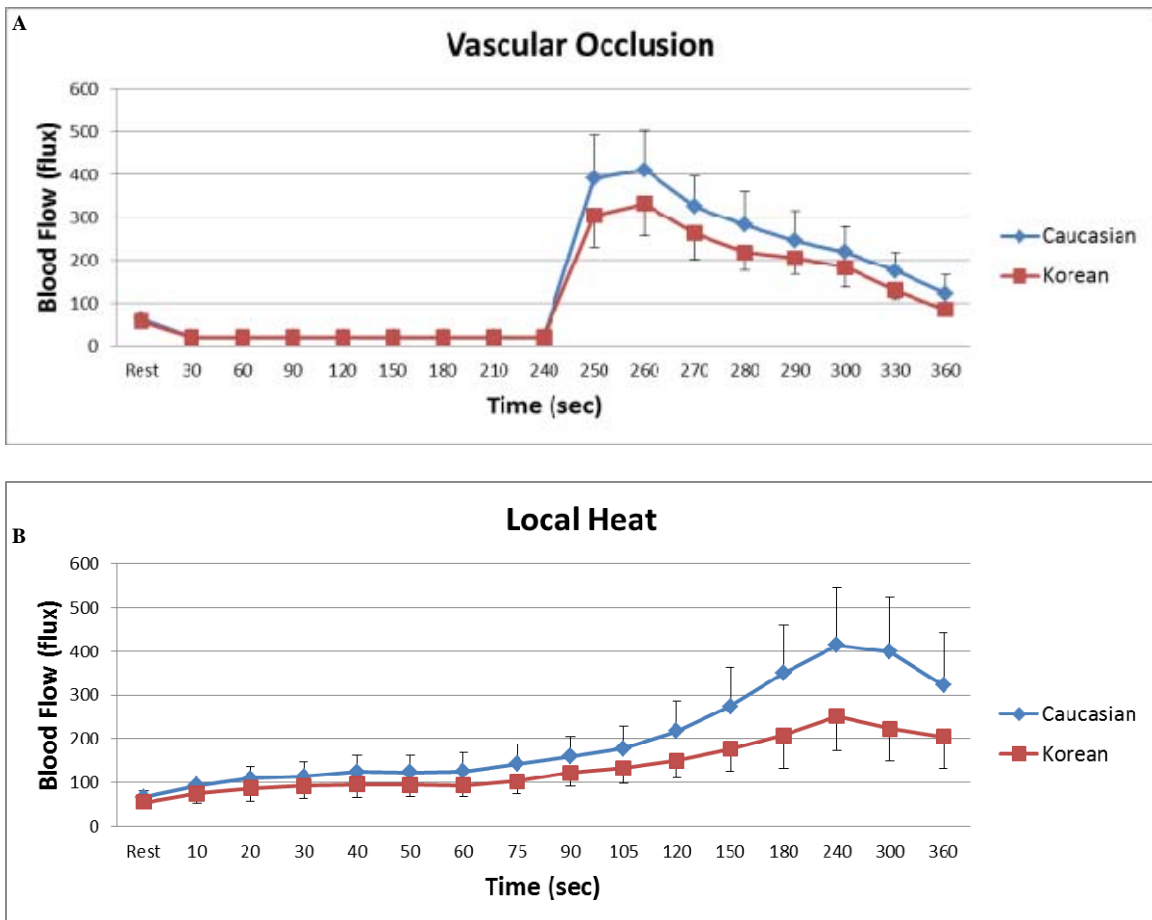 A
Vascular Occlusion
600
500
400
300
200
100
0
Blood Flow (flux)
Rest 30 60 90 120 150 180 210 240 250 260 270 280 290 300 330 360
Time (sec)
Caucasian
Korean
B
Local Heat
600
500
400
300
200
100
0
Blood Flow (flux)
Rest 10 20 30 40 50 60 75 90 105 120 150 180 240 300 360
Time (sec)
Caucasian
Korean